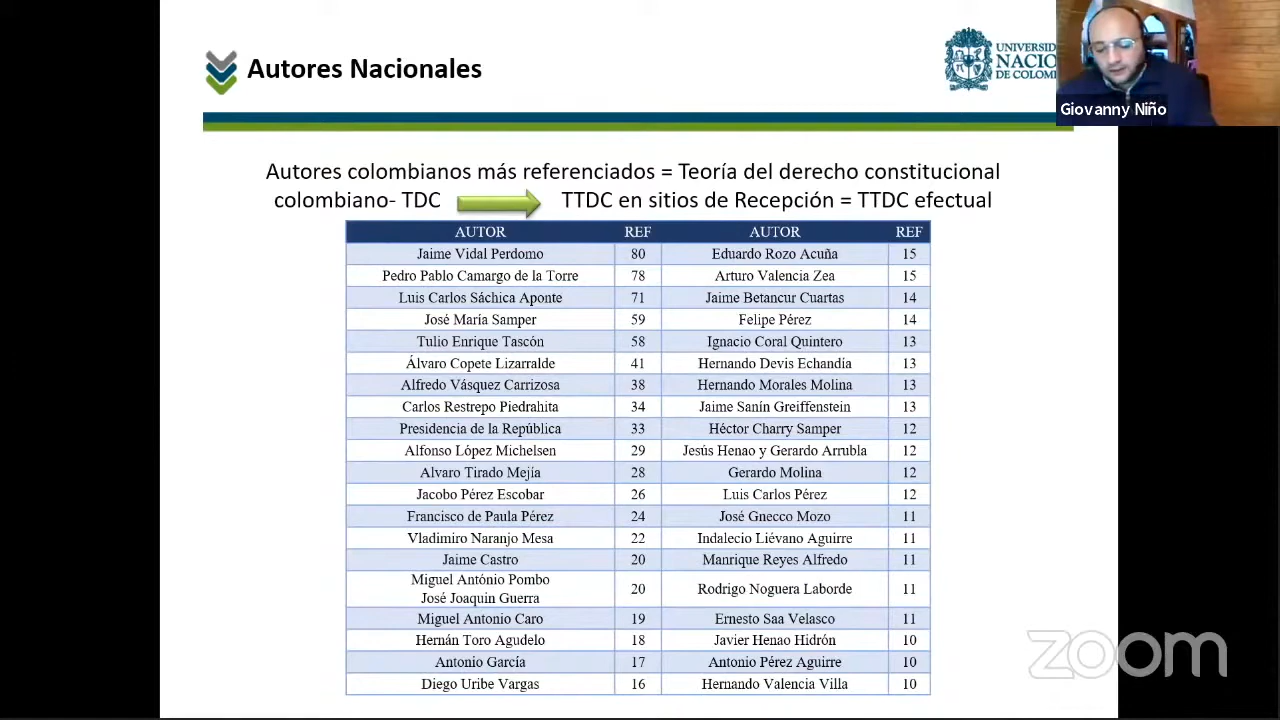 Autores Nacionales
UNIVERSIDA
NACIO
DE COLOM
Giovanny Niño
Autores colombianos más referenciados = Teoría del derecho constitucional
colombiano- TDC TTDC en sitios de Recepción = TTDC efectual
AUTOR REF AUTOR REF
Jaime Vidal Perdomo 80 Eduardo Rozo Acuña 15
Pedro Pablo Camargo de la Torre 78 Arturo Valencia Zea 15
Luis Carlos Sáchica Aponte 71 Jaime Betancur Cuartas 14
José María Samper 59 Felipe Pérez 14
Tulio Enrique Tascón 58 Ignacio Coral Quintero 13
Álvaro Copete Lizarralde 41 Hernando Devis Echandía 13
Alfredo Vásquez Carrizosa 38 Hernando Morales Molina 13
Carlos Restrepo Piedrahita 34 Jaime Sanín Greiffenstein 13
Presidencia de la República 33 Héctor Charry Samper 12
Alfonso López Michelsen 29 Jesús Henao y Gerardo Arrubla 12
Alvaro Tirado Mejía 28 Gerardo Molina 12
Jacobo Pérez Escobar 26 Luis Carlos Pérez 12
Francisco de Paula Pérez 24 José Gnecco Mozo 11
Vladimiro Naranjo Mesa 22 Indalecio Liévano Aguirre 11
Jaime Castro 20 Manrique Reyes Alfredo 11
Miguel António Pombo
José Joaquin Guerra 20 Rodrigo Noguera Laborde 11
Miguel Antonio Caro 19 Ernesto Saa Velasco 11
Hernán Toro Agudelo 18 Javier Henao Hidrón 10
Antonio García 17 Antonio Pérez Aguirre 10
Diego Uribe Vargas 16 Hernando Valencia Villa 10
zoom